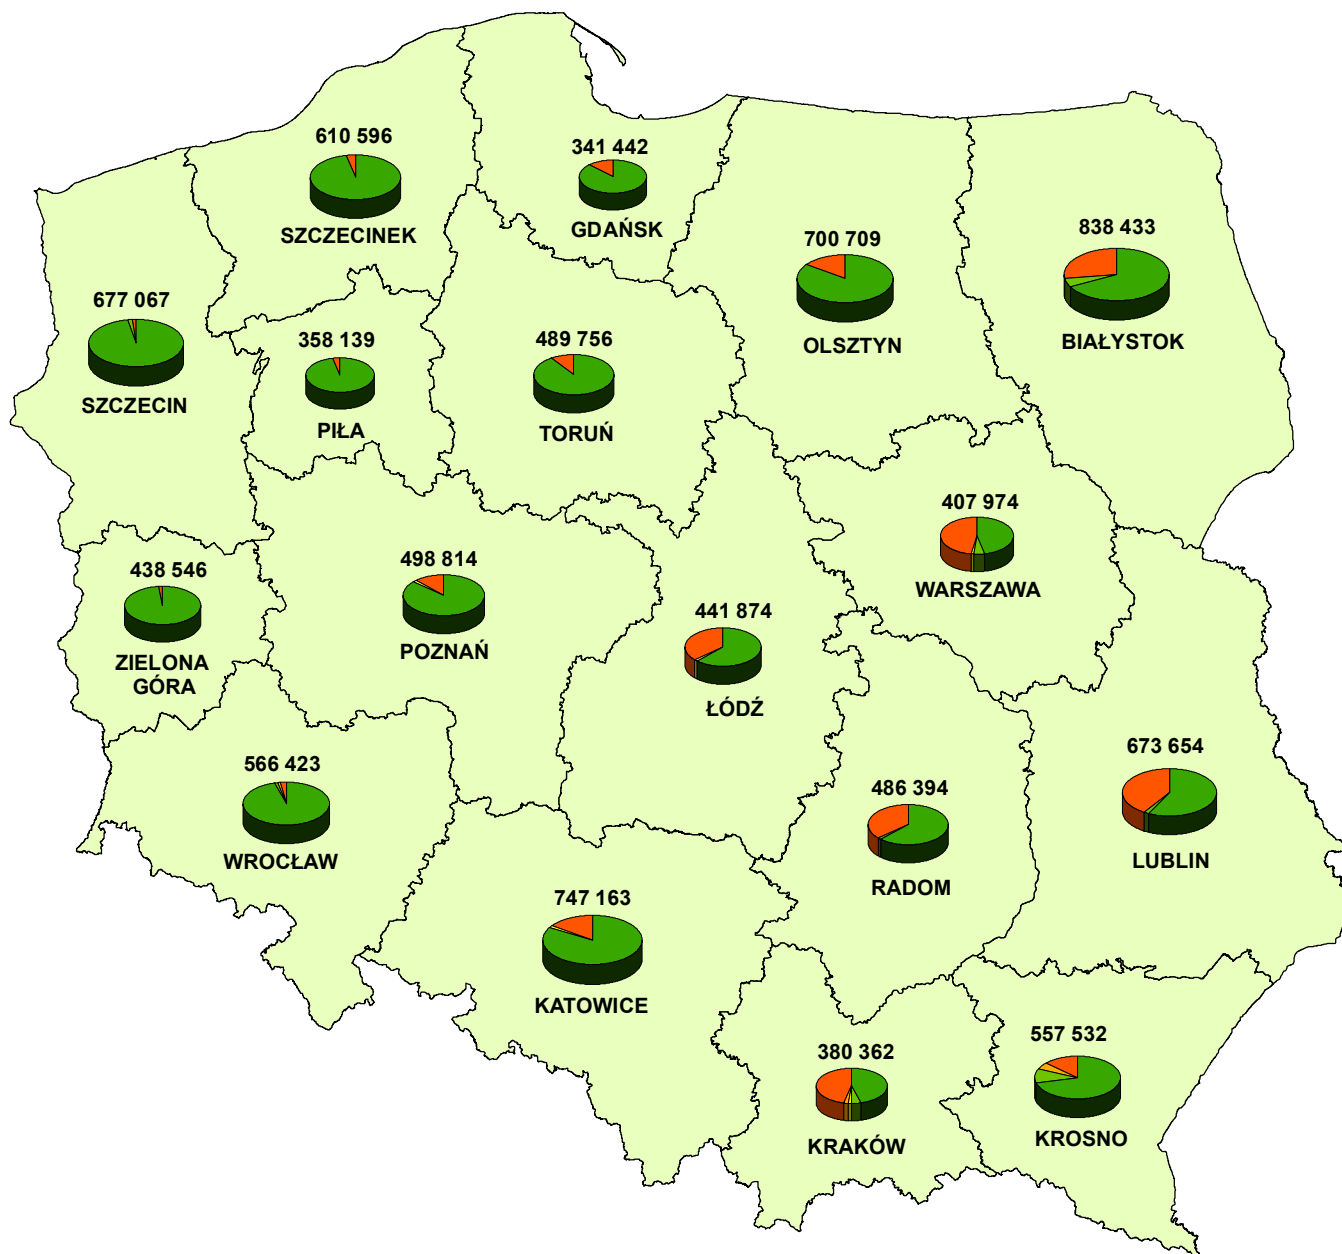 610 596
SZCZECINEK
341 442
GDAŃSK
700 709
OLSZTYN
838 433
BIAŁYSTOK
677 067
SZCZECIN
358 139
PIŁA
489 756
TORUŃ
407 974
WARSZAWA
438 546
ZIELONA
GÓRA
498 814
POZNAŃ
441 874
ŁÓDŹ
566 423
WROCŁAW
486 394
RADOM
673 654
LUBLIN
747 163
KATOWICE
380 362
KRAKÓW
557 532
KROSNO